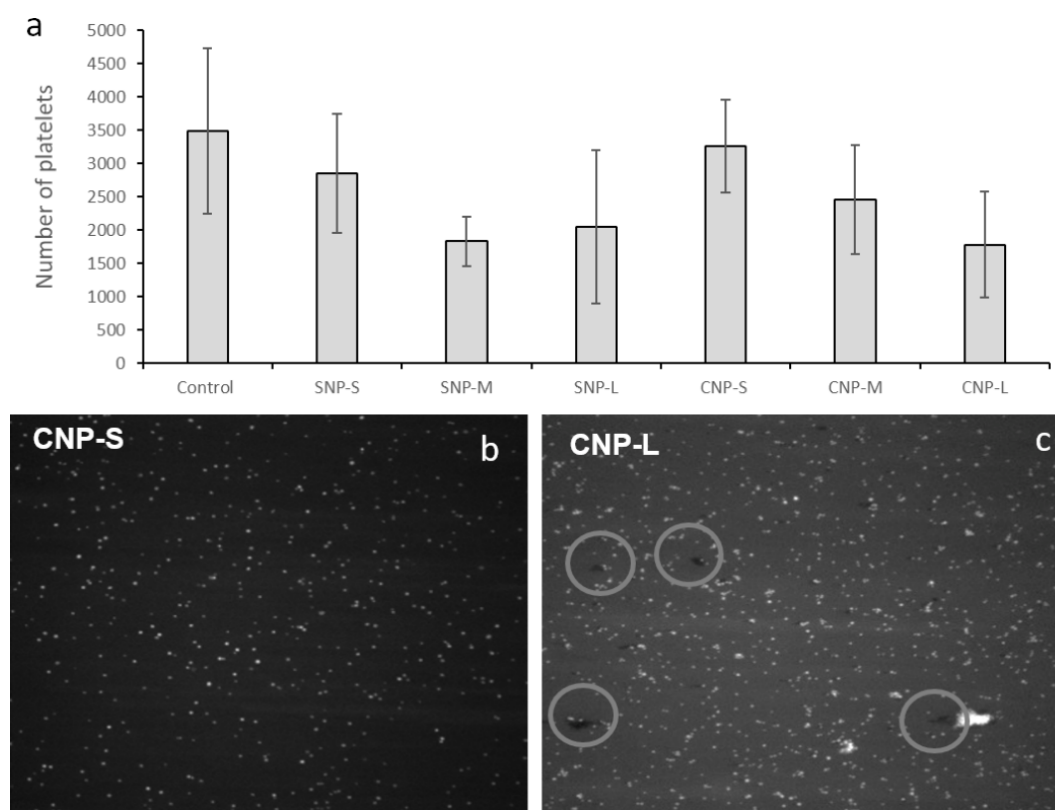 a
Number of platelets
5000
4500
4000
3500
3000
2500
2000
1500
1000
500
0
Control SNP-S SNP-M SNP-L CNP-S CNP-M CNP-L
CNP-S b
CNP-L c